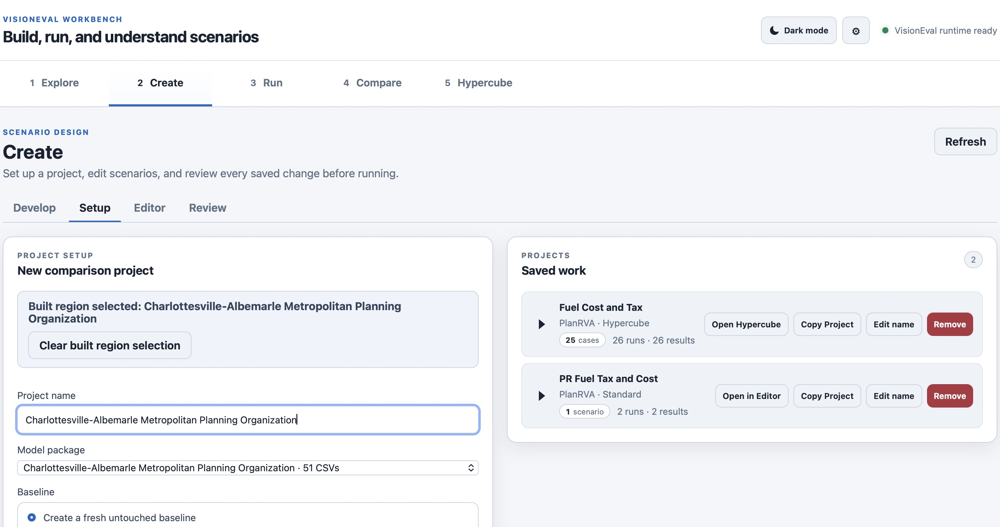 VISIONEVAL WORKBENCH
Build, run, and understand scenarios
Dark mode
VisionEval runtime ready
1 Explore
2 Create
3 Run
4 Compare
5 Hypercube
SCENARIO DESIGN
Create
Set up a project, edit scenarios, and review every saved change before running.
Refresh
Develop
Setup
Editor
Review
PROJECT SETUP
New comparison project
Built region selected: Charlottesville-Albemarle Metropolitan Planning
Organization
Clear built region selection
Project name
Charlottesville-Albemarle Metropolitan Planning Organization
Model package
Charlottesville-Albemarle Metropolitan Planning Organization · 51 CSVs
Baseline
Create a fresh untouched baseline
PROJECTS
Saved work
2
Fuel Cost and Tax
PlanRVA · Hypercube
25 cases
26 runs · 26 results
Open Hypercube
Copy Project
Edit name
Remove
PR Fuel Tax and Cost
PlanRVA · Standard
1 scenario
2 runs · 2 results
Open in Editor
Copy Project
Edit name
Remove